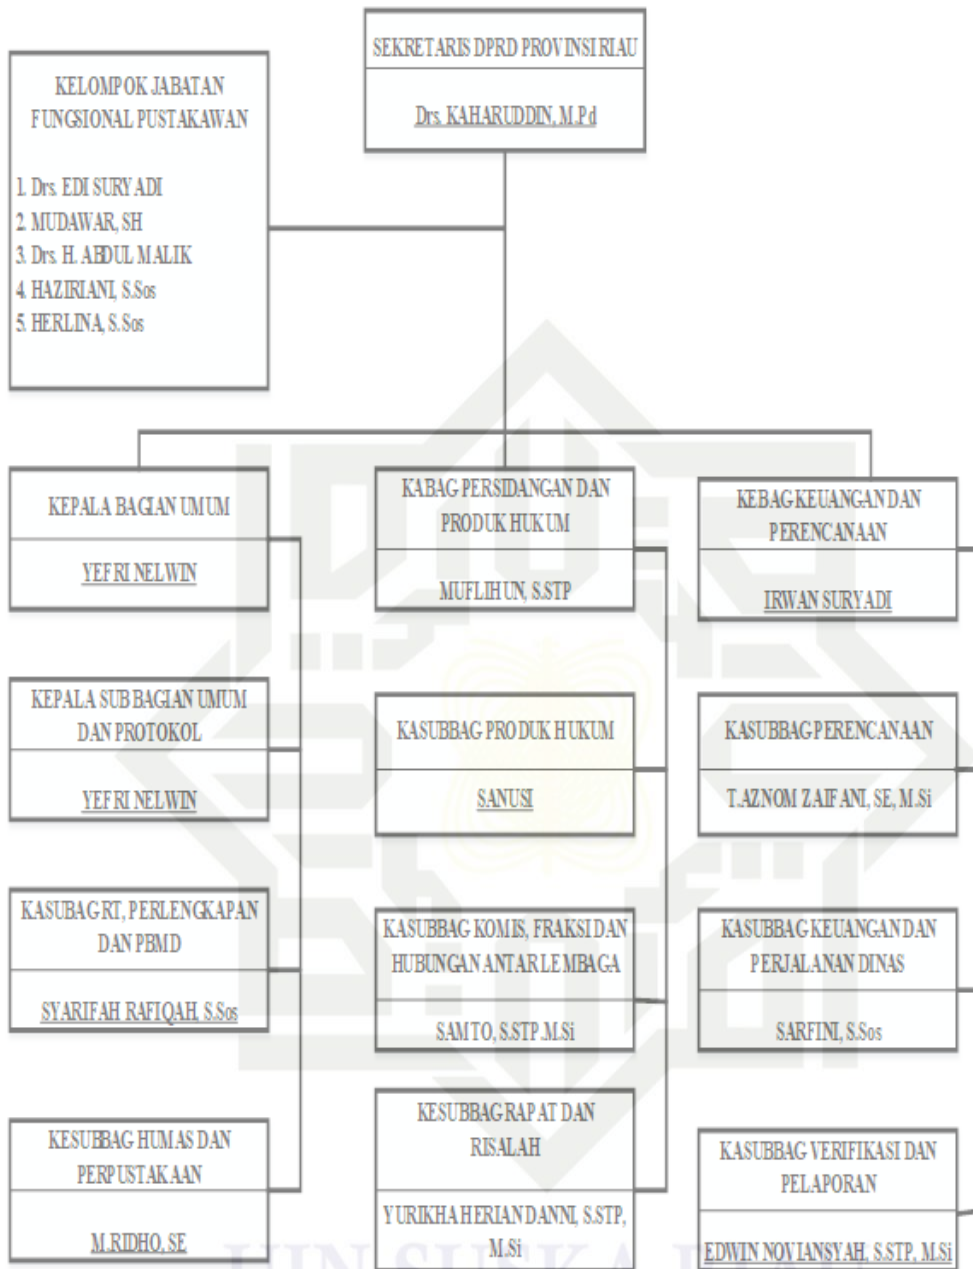 SEKRETARIS DPRD PROVINSI RIAU
Drs. KAHARUDDIN, M.Pd
KELOMPOK JABATAN
FUNGSIONAL PUSTAKAWAN
1. Drs. EDI SURYADI
2. MUDAWAR, SH
3. Drs. H. ABDUL MALIK
4. HAZIRIANI, S.Sos
5. HERLINA, S.Sos
KEPALA BAGIAN UMUM
YEFRI NELWIN
KABAG PERSIDANGAN DAN
PRODUK HUKUM
MUFLIHUN, S.STP
KEBAG KEUANGAN DAN
PERENCANAAN
IRWAN SURYADI
KEPALA SUB BAGIAN UMUM
DAN PROTOKOL
YEFRI NELWIN
KASUBBAG PRODUK HUKUM
SANUSI
KASUBBAG PERENCANAAN
T.AZNOM ZAIFANI, SE, M.Si
KASUBAG RT, PERLENGKAPAN
DAN PBMD
SYARIFAH RAFIQAH, S.Sos
KASUBBAG KOMIS, FRAKSI DAN
HUBUNGAN ANTAR LEMBAGA
SAMTO, S.STP.M.Si
KASUBBAG KEUANGAN DAN
PERJALANAN DINAS
SARFINI, S.Sos
KESUBBAG HUMAS DAN
PERPUSTAKAAN
M.RIDHO, SE
KESUBBAG RAPAT DAN
RISALAH
YURIKHA HERIAN DANNI, S.STP,
M.Si
KASUBBAG VERIFIKASI DAN
PELAPORAN
EDWIN NOVIANSYAH, S.STP, M.Si
UIN SUSKA RIAU